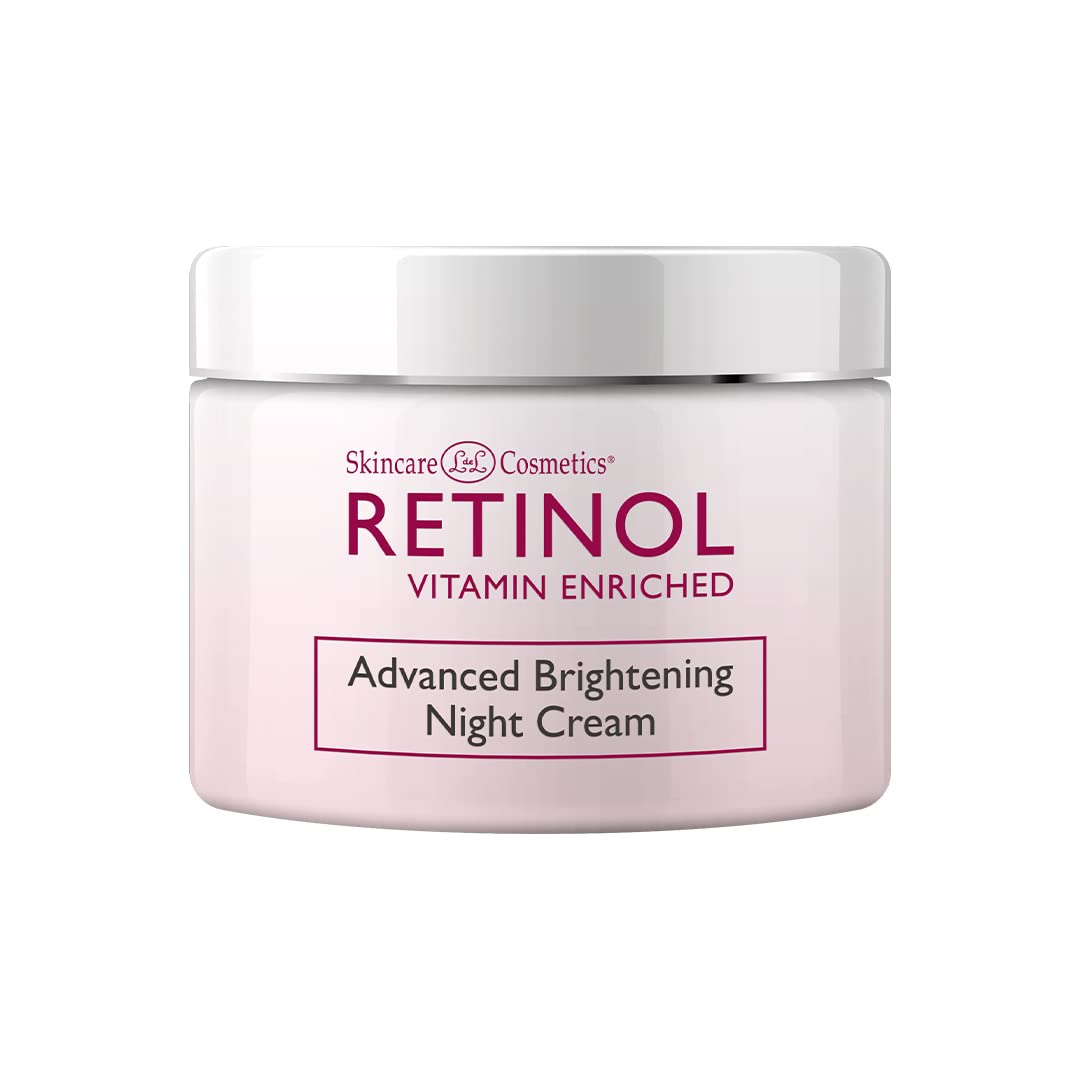 Skincare LdeL Cosmetics®
RETINOL
VITAMIN ENRICHED
Advanced Brightening
Night Cream